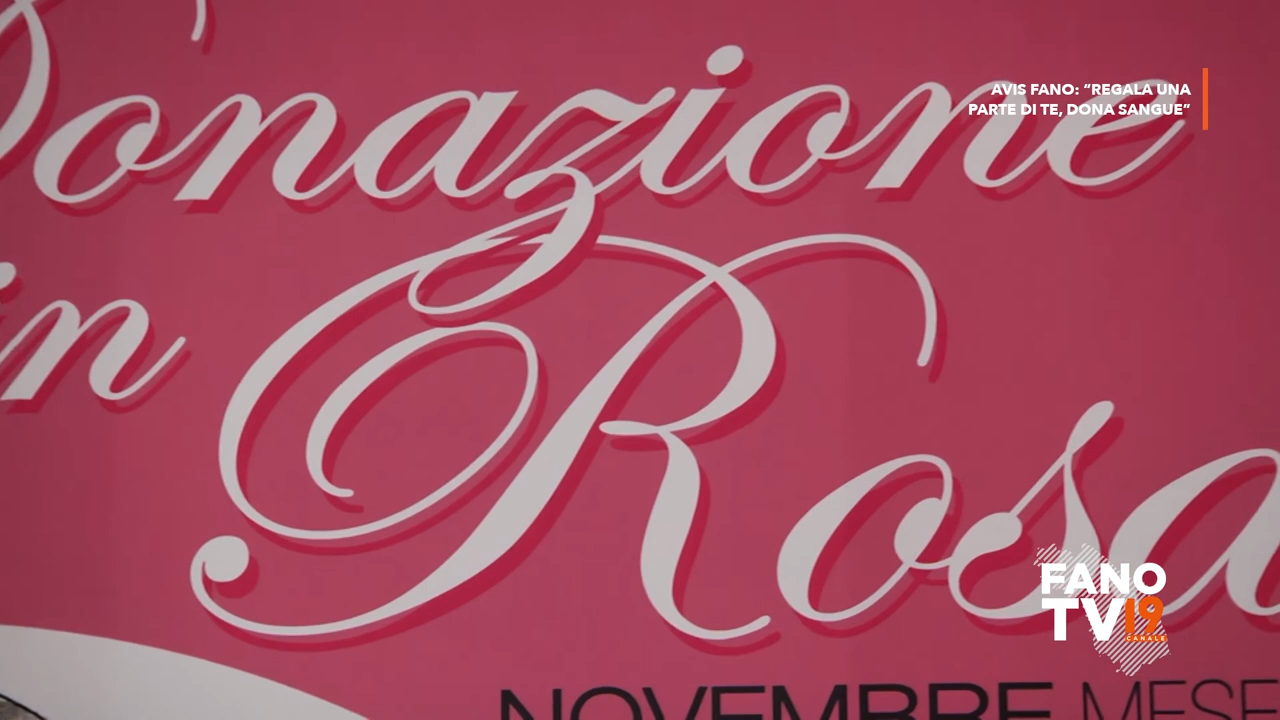 Donazione
in Rosa
NOVEMBRE MESE
AVIS FANO: “REGALA UNA
PARTE DI TE, DONA SANGUE”
FANO
TV19
CANALE